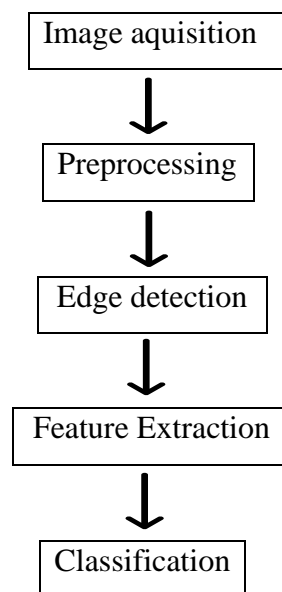 Image aquisition
Preprocessing
Edge detection
Feature Extraction
Classification